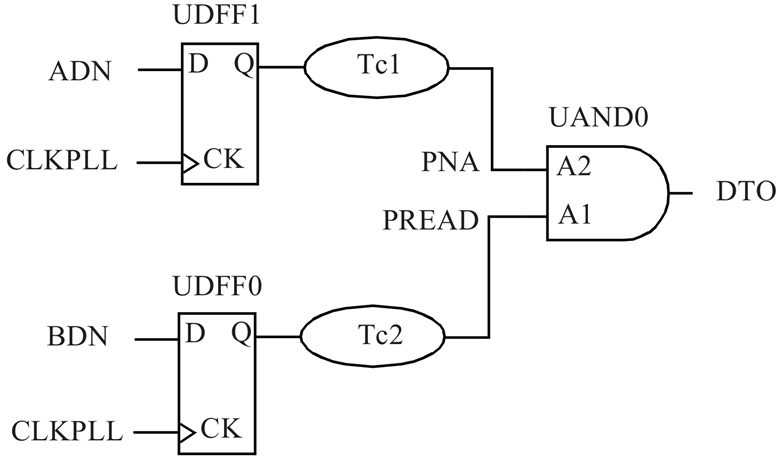 UDFF1
ADN
D Q
Tc1
CLKPLL
CK
UAND0
PNA
A2
DTO
PREAD
A1
UDFF0
BDN
D Q
Tc2
CLKPLL
CK